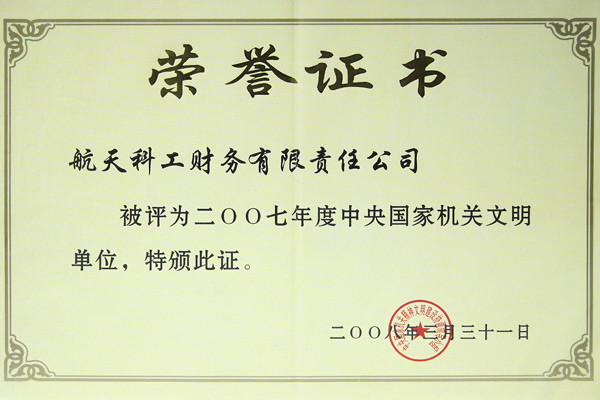 荣誉证书
航天科工财务有限责任公司
被评为二〇〇七年度中央国家机关文明
单位，特颁此证。
二〇〇八年三月三十一日